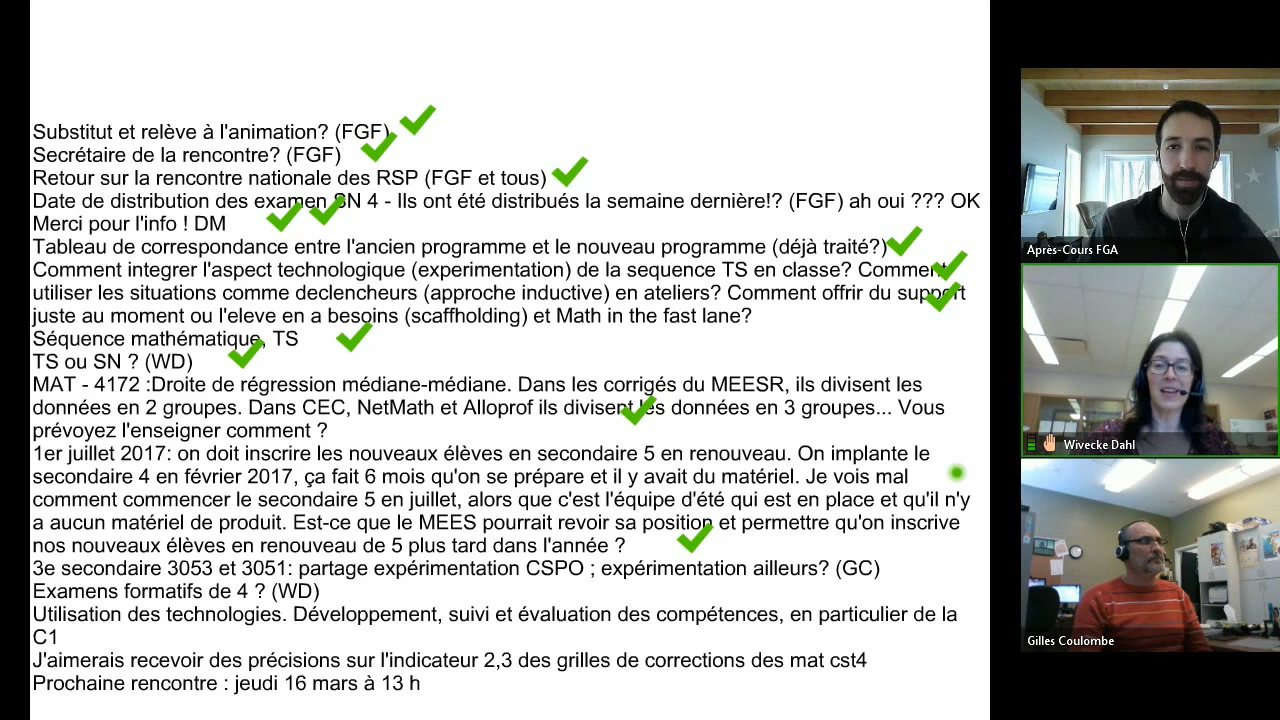 Substitut et relève à l'animation? (FGF)
Secrétaire de la rencontre? (FGF)
Retour sur la rencontre nationale des RSP (FGF et tous)
Date de distribution des examen SN 4 - Ils ont été distribués la semaine dernière!? (FGF) ah oui ??? OK
Merci pour l'info ! DM
Tableau de correspondance entre l'ancien programme et le nouveau programme (déjà traité?)
Comment integrer l'aspect technologique (experimentation) de la sequence TS en classe? Comment
utiliser les situations comme declencheurs (approche inductive) en ateliers? Comment offrir du support
juste au moment ou l'eleve en a besoins (scaffholding) et Math in the fast lane?
Séquence mathématique, TS
TS ou SN ? (WD)
MAT - 4172 :Droite de régression médiane-médiane. Dans les corrigés du MEESR, ils divisent les
données en 2 groupes. Dans CEC, NetMath et Alloprof ils divisent les données en 3 groupes... Vous
prévoyez l'enseigner comment ?
1er juillet 2017: on doit inscrire les nouveaux élèves en secondaire 5 en renouveau. On implante le
secondaire 4 en février 2017, ça fait 6 mois qu'on se prépare et il y avait du matériel. Je vois mal
comment commencer le secondaire 5 en juillet, alors que c'est l'équipe d'été qui est en place et qu'il n'y
a aucun matériel de produit. Est-ce que le MEES pourrait revoir sa position et permettre qu'on inscrive
nos nouveaux élèves en renouveau de 5 plus tard dans l'année ?
3e secondaire 3053 et 3051: partage expérimentation CSPO ; expérimentation ailleurs? (GC)
Examens formatifs de 4 ? (WD)
Utilisation des technologies. Développement, suivi et évaluation des compétences, en particulier de la
C1
J'aimerais recevoir des précisions sur l'indicateur 2,3 des grilles de corrections des mat cst4
Prochaine rencontre : jeudi 16 mars à 13 h
Après-Cours FGA
Wivecke Dahl
Gilles Coulombe